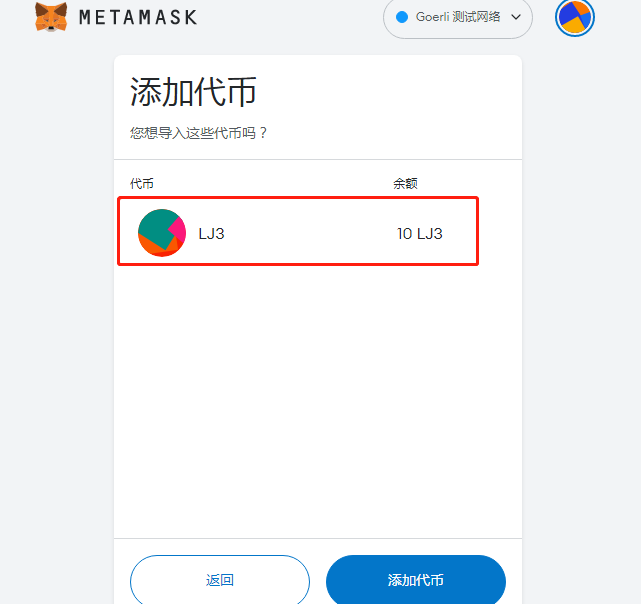 METAMASK
Goerli 测试网络
添加代币
您想导入这些代币吗？
代币 余额
LJ3 10 LJ3
返回 添加代币